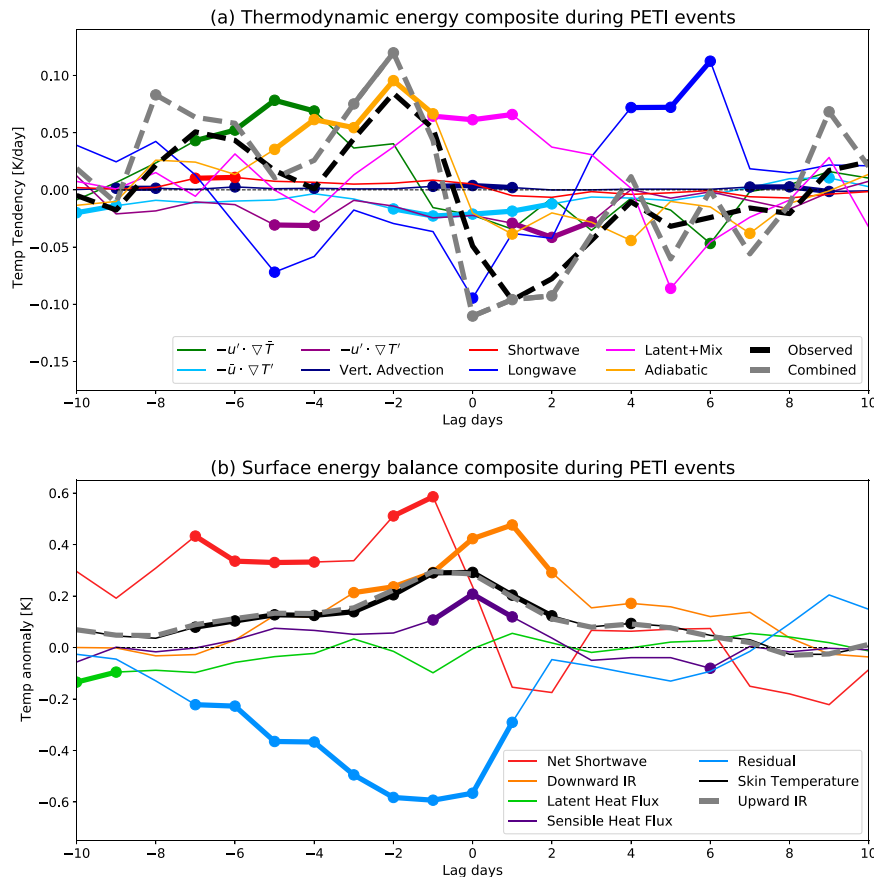 (a) Thermodynamic energy composite during PETI events
Temp Tendency [K/day]
0.10
0.05
0.00
−0.05
−0.10
−0.15
−u′ · ▽T̄
−ū · ▽T′
−u′ · ▽T′
Vert. Advection
Shortwave
Longwave
Latent+Mix
Adiabatic
Observed
Combined
−10 −8 −6 −4 −2 0 2 4 6 8 10
Lag days
(b) Surface energy balance composite during PETI events
Temp anomaly [K]
0.6
0.4
0.2
0.0
−0.2
−0.4
−0.6
Net Shortwave
Downward IR
Latent Heat Flux
Sensible Heat Flux
Residual
Skin Temperature
Upward IR
−10 −8 −6 −4 −2 0 2 4 6 8 10
Lag days